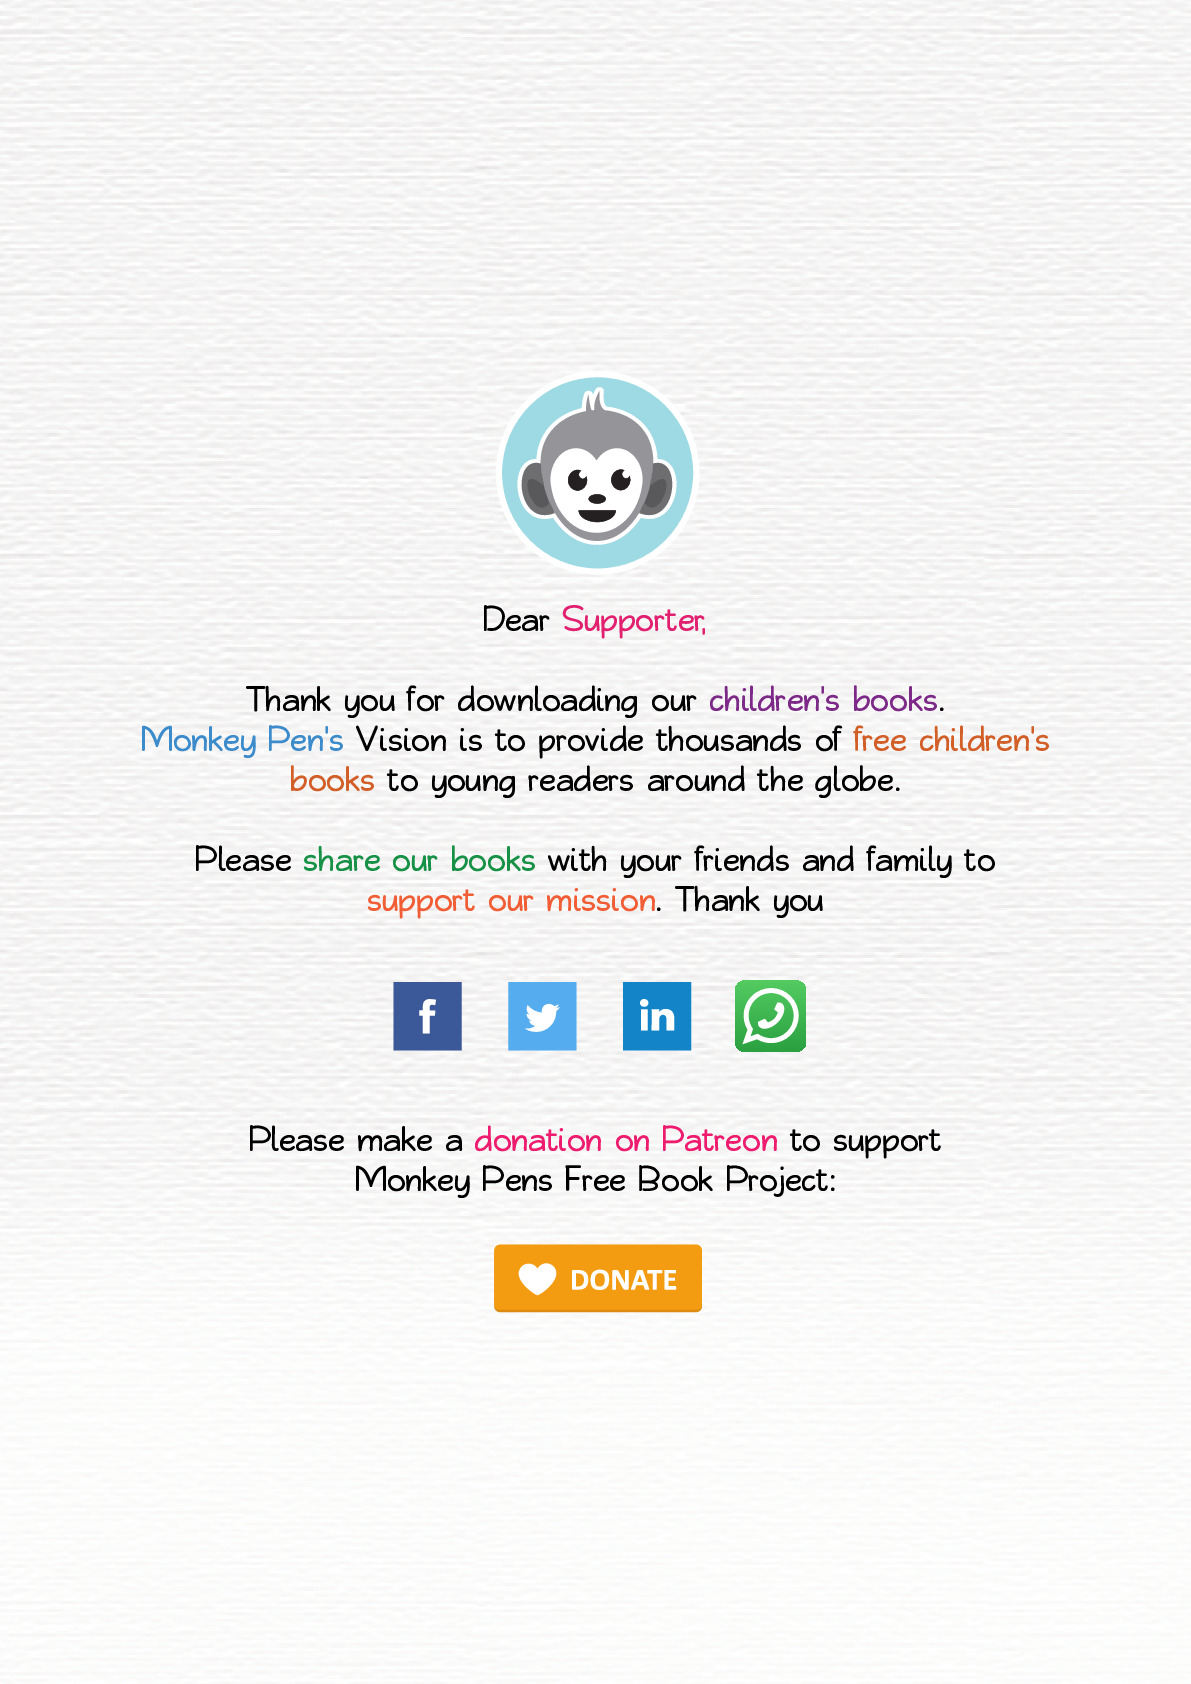 Dear Supporter,
Thank you for downloading our children's books.
Monkey Pen's Vision is to provide thousands of free children's
books to young readers around the globe.
Please share our books with your friends and family to
support our mission. Thank you
f
in
Please make a donation on Patreon to support
Monkey Pens Free Book Project:
DONATE